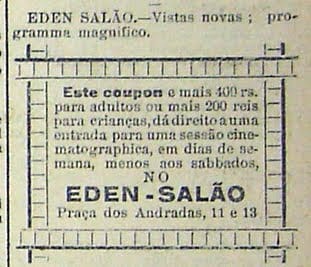 EDEN SALÃO.—Vistas novas ; pro-
gramma magnifico.
Este coupon e mais 400 rs.
para adultos ou mais 200 reis
para crianças, dá direito a uma
entrada para uma sessão cine-
matographica, em dias de se-
mana, menos aos sabbados,
NO
EDEN - SALÃO
Praça dos Andradas, 11 e 13